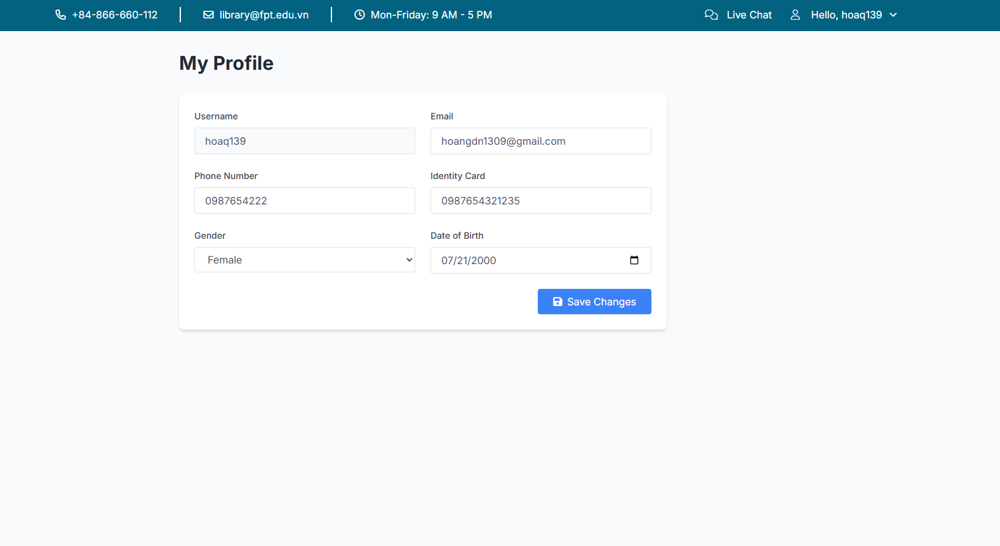 +84-866-660-112 library@fpt.edu.vn Mon-Friday: 9 AM - 5 PM Live Chat Hello, hoaq139
My Profile
Username Email
hoaq139 hoangdn1309@gmail.com
Phone Number Identity Card
0987654222 0987654321235
Gender Date of Birth
Female 07/21/2000
Save Changes